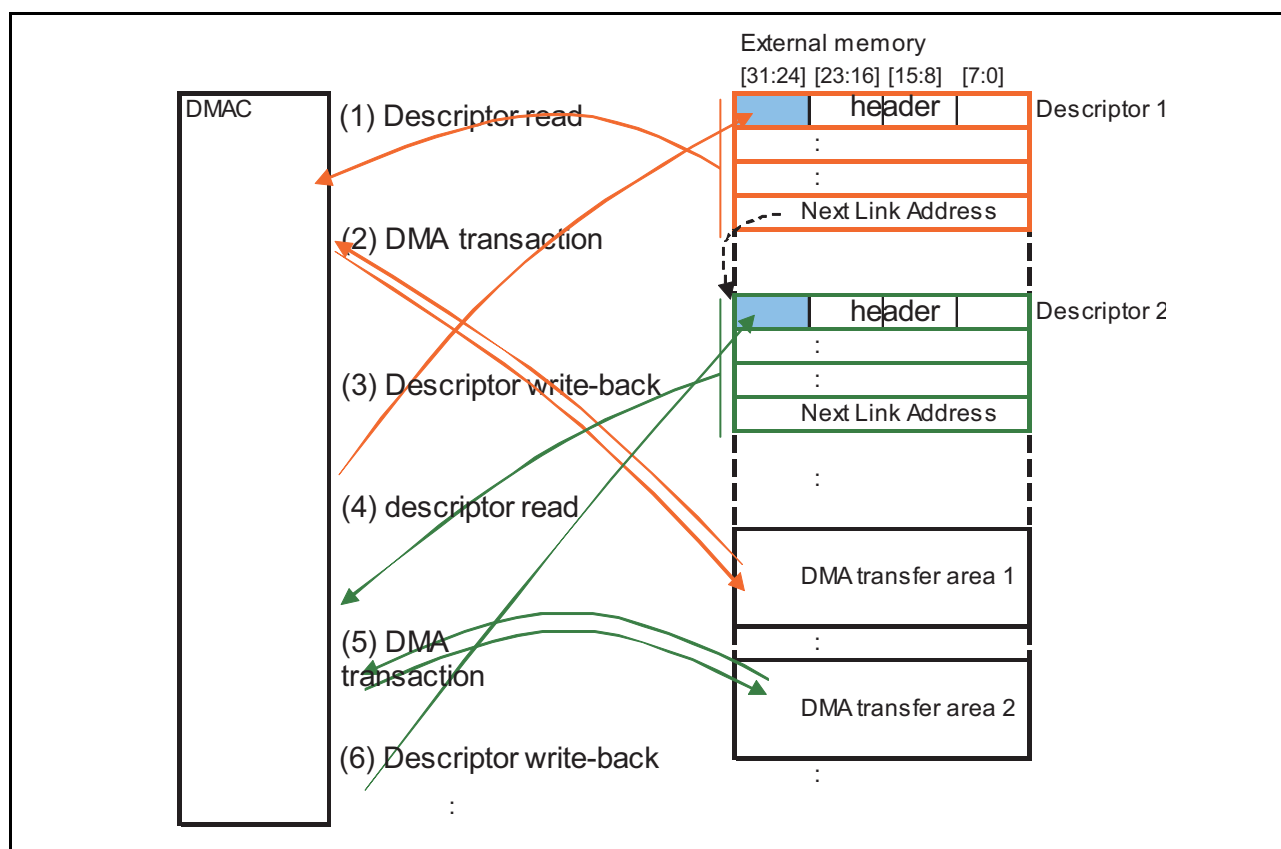 External memory
[31:24] [23:16] [15:8] [7:0]
DMAC
(1) Descriptor read
header
Descriptor 1
:
:
Next Link Address
(2) DMA transaction
header
Descriptor 2
:
(3) Descriptor write-back
:
Next Link Address
:
(4) descriptor read
DMA transfer area 1
(5) DMA
transaction
:
DMA transfer area 2
(6) Descriptor write-back
:
: